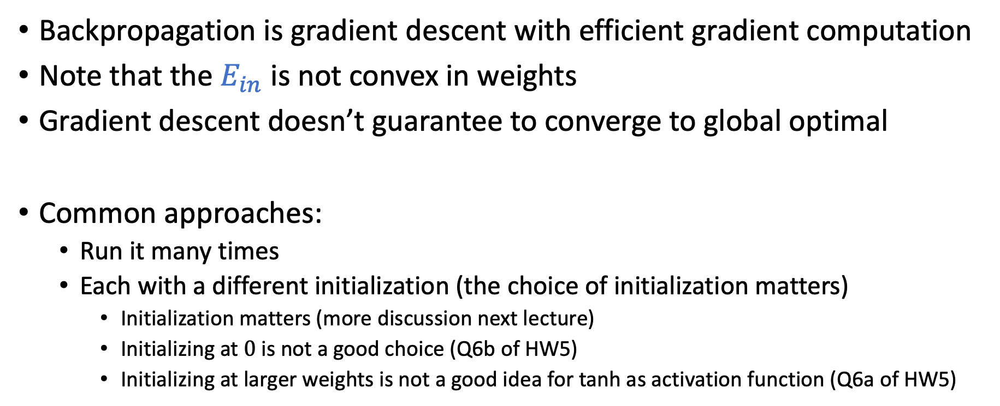 • Backpropagation is gradient descent with efficient gradient computation
• Note that the E_in is not convex in weights
• Gradient descent doesn’t guarantee to converge to global optimal
• Common approaches:
• Run it many times
• Each with a different initialization (the choice of initialization matters)
• Initialization matters (more discussion next lecture)
• Initializing at 0 is not a good choice (Q6b of HW5)
• Initializing at larger weights is not a good idea for tanh as activation function (Q6a of HW5)